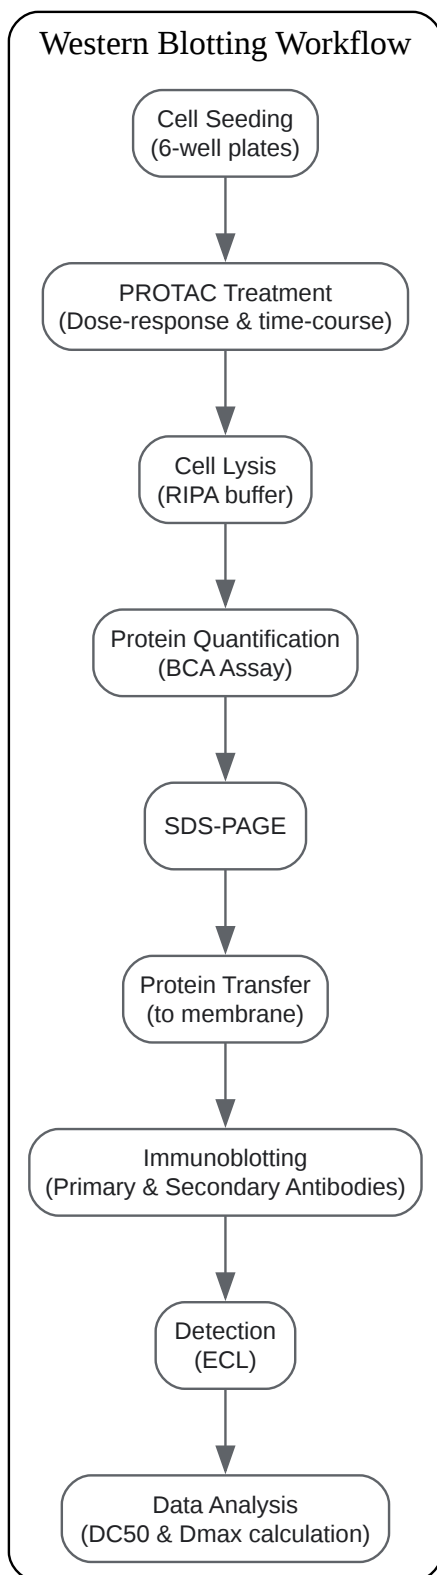 Western Blotting Workflow
Cell Seeding
(6-well plates)
PROTAC Treatment
(Dose-response & time-course)
Cell Lysis
(RIPA buffer)
Protein Quantification
(BCA Assay)
SDS-PAGE
Protein Transfer
(to membrane)
Immunoblotting
(Primary & Secondary Antibodies)
Detection
(ECL)
Data Analysis
(DC50 & Dmax calculation)